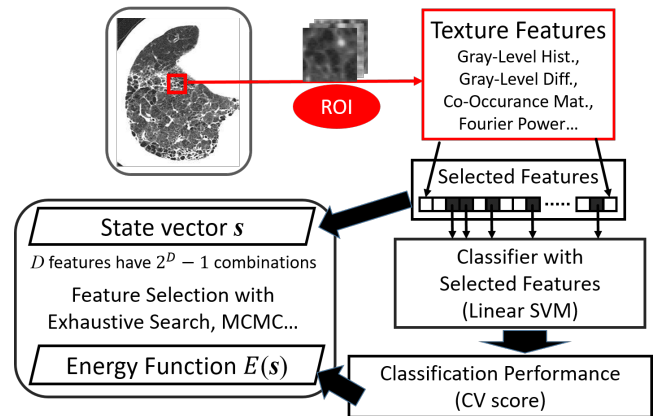 ROI
Texture Features
Gray-Level Hist.,
Gray-Level Diff.,
Co-Occurance Mat.,
Fourier Power…
Selected Features
Classifier with
Selected Features
(Linear SVM)
Classification Performance
(CV score)
State vector s
D features have 2^D − 1 combinations
Feature Selection with
Exhaustive Search, MCMC…
Energy Function E(s)